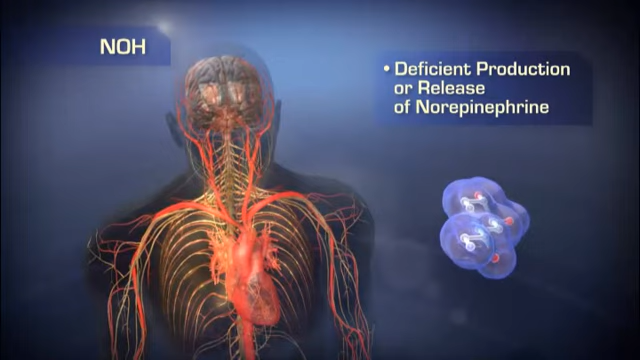 NOH
• Deficient Production
or Release
of Norepinephrine